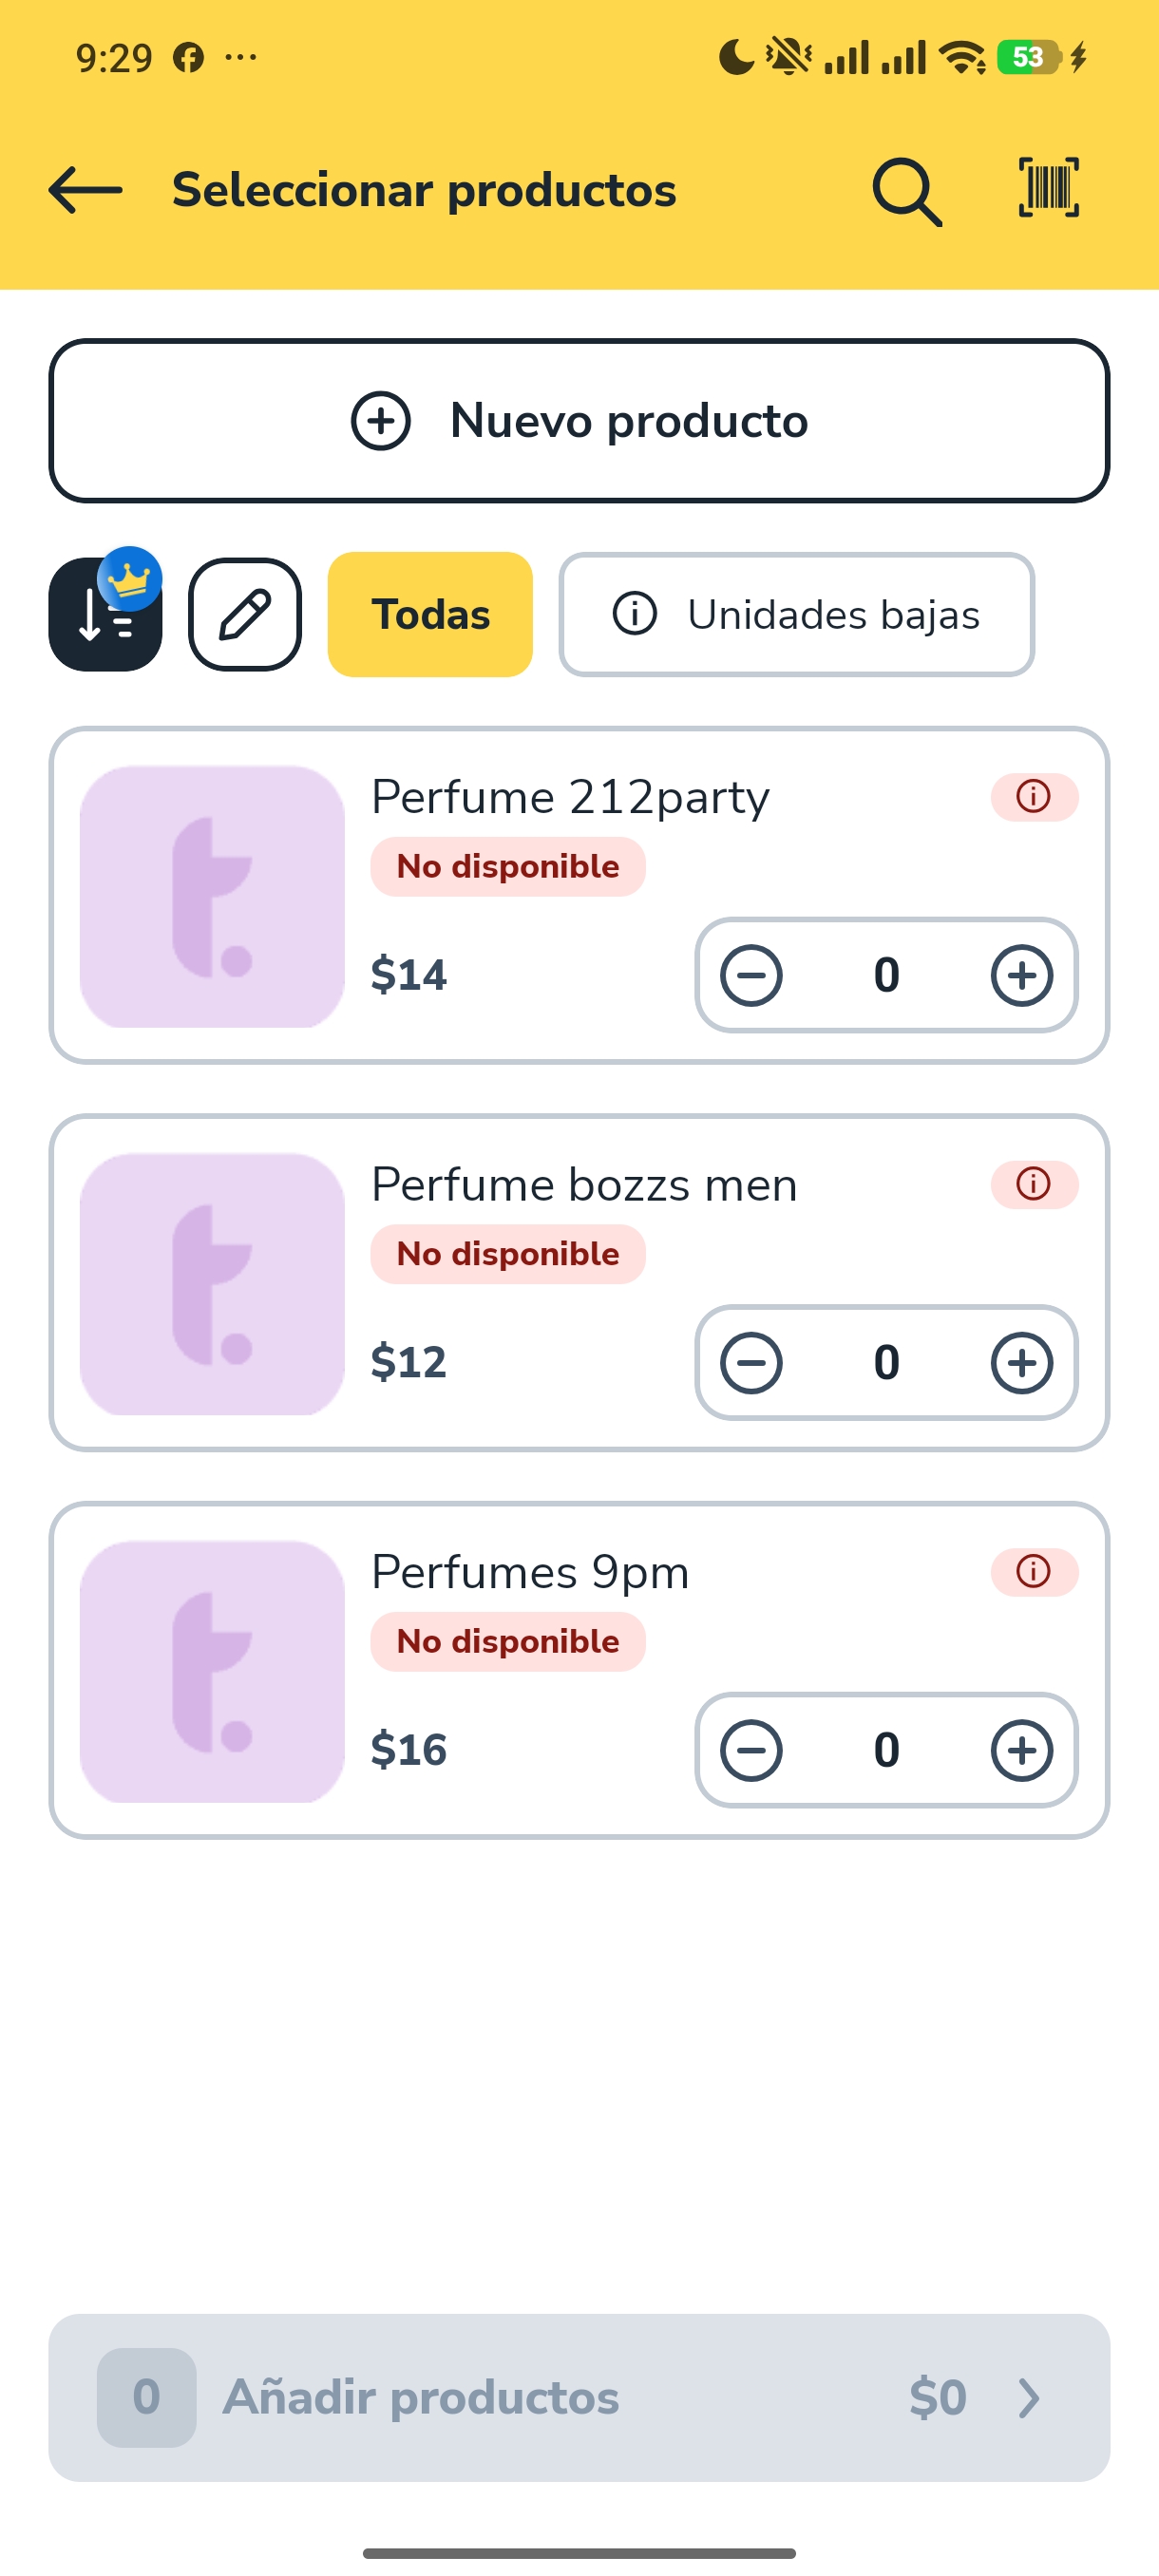 9:29
53
Seleccionar productos
Nuevo producto
Todas
Unidades bajas
Perfume 212party
No disponible
$14
0
Perfume bozzs men
No disponible
$12
0
Perfumes 9pm
No disponible
$16
0
0 Añadir productos $0